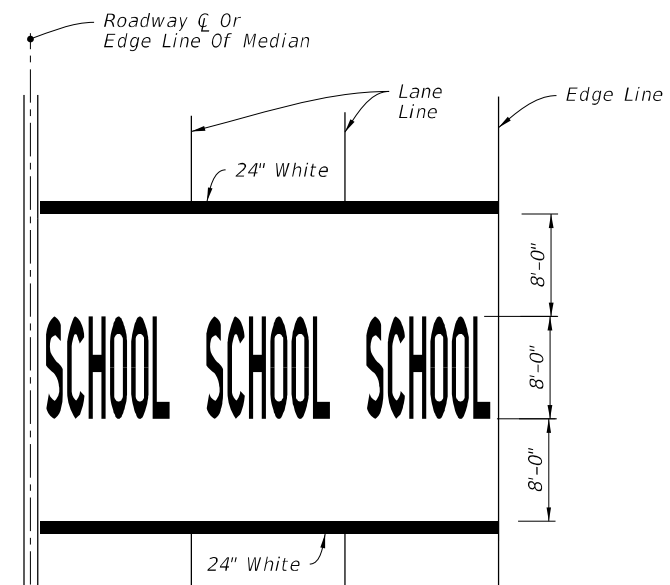 Roadway ℄ Or
Edge Line Of Median
Lane
Line
Edge Line
24" White
8'-0"
SCHOOL SCHOOL SCHOOL
8'-0"
8'-0"
24" White